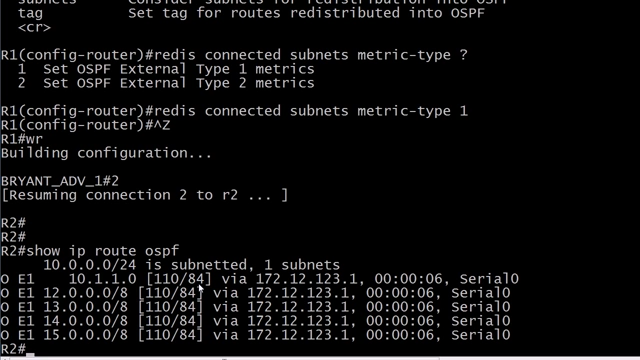 subnets Consider subnets for redistribution into OSPF
tag Set tag for routes redistributed into OSPF
<cr>
R1(config-router)#redis connected subnets metric-type ?
1 Set OSPF External Type 1 metrics
2 Set OSPF External Type 2 metrics
R1(config-router)#redis connected subnets metric-type 1
R1(config-router)#^Z
R1#wr
Building configuration...
BRYANT_ADV_1#2
[Resuming connection 2 to r2 ... ]
R2#
R2#
R2#show ip route ospf
10.0.0.0/24 is subnetted, 1 subnets
O E1 10.1.1.0 [110/84] via 172.12.123.1, 00:00:06, Serial0
O E1 12.0.0.0/8 [110/84] via 172.12.123.1, 00:00:06, Serial0
O E1 13.0.0.0/8 [110/84] via 172.12.123.1, 00:00:06, Serial0
O E1 14.0.0.0/8 [110/84] via 172.12.123.1, 00:00:06, Serial0
O E1 15.0.0.0/8 [110/84] via 172.12.123.1, 00:00:06, Serial0
R2#_